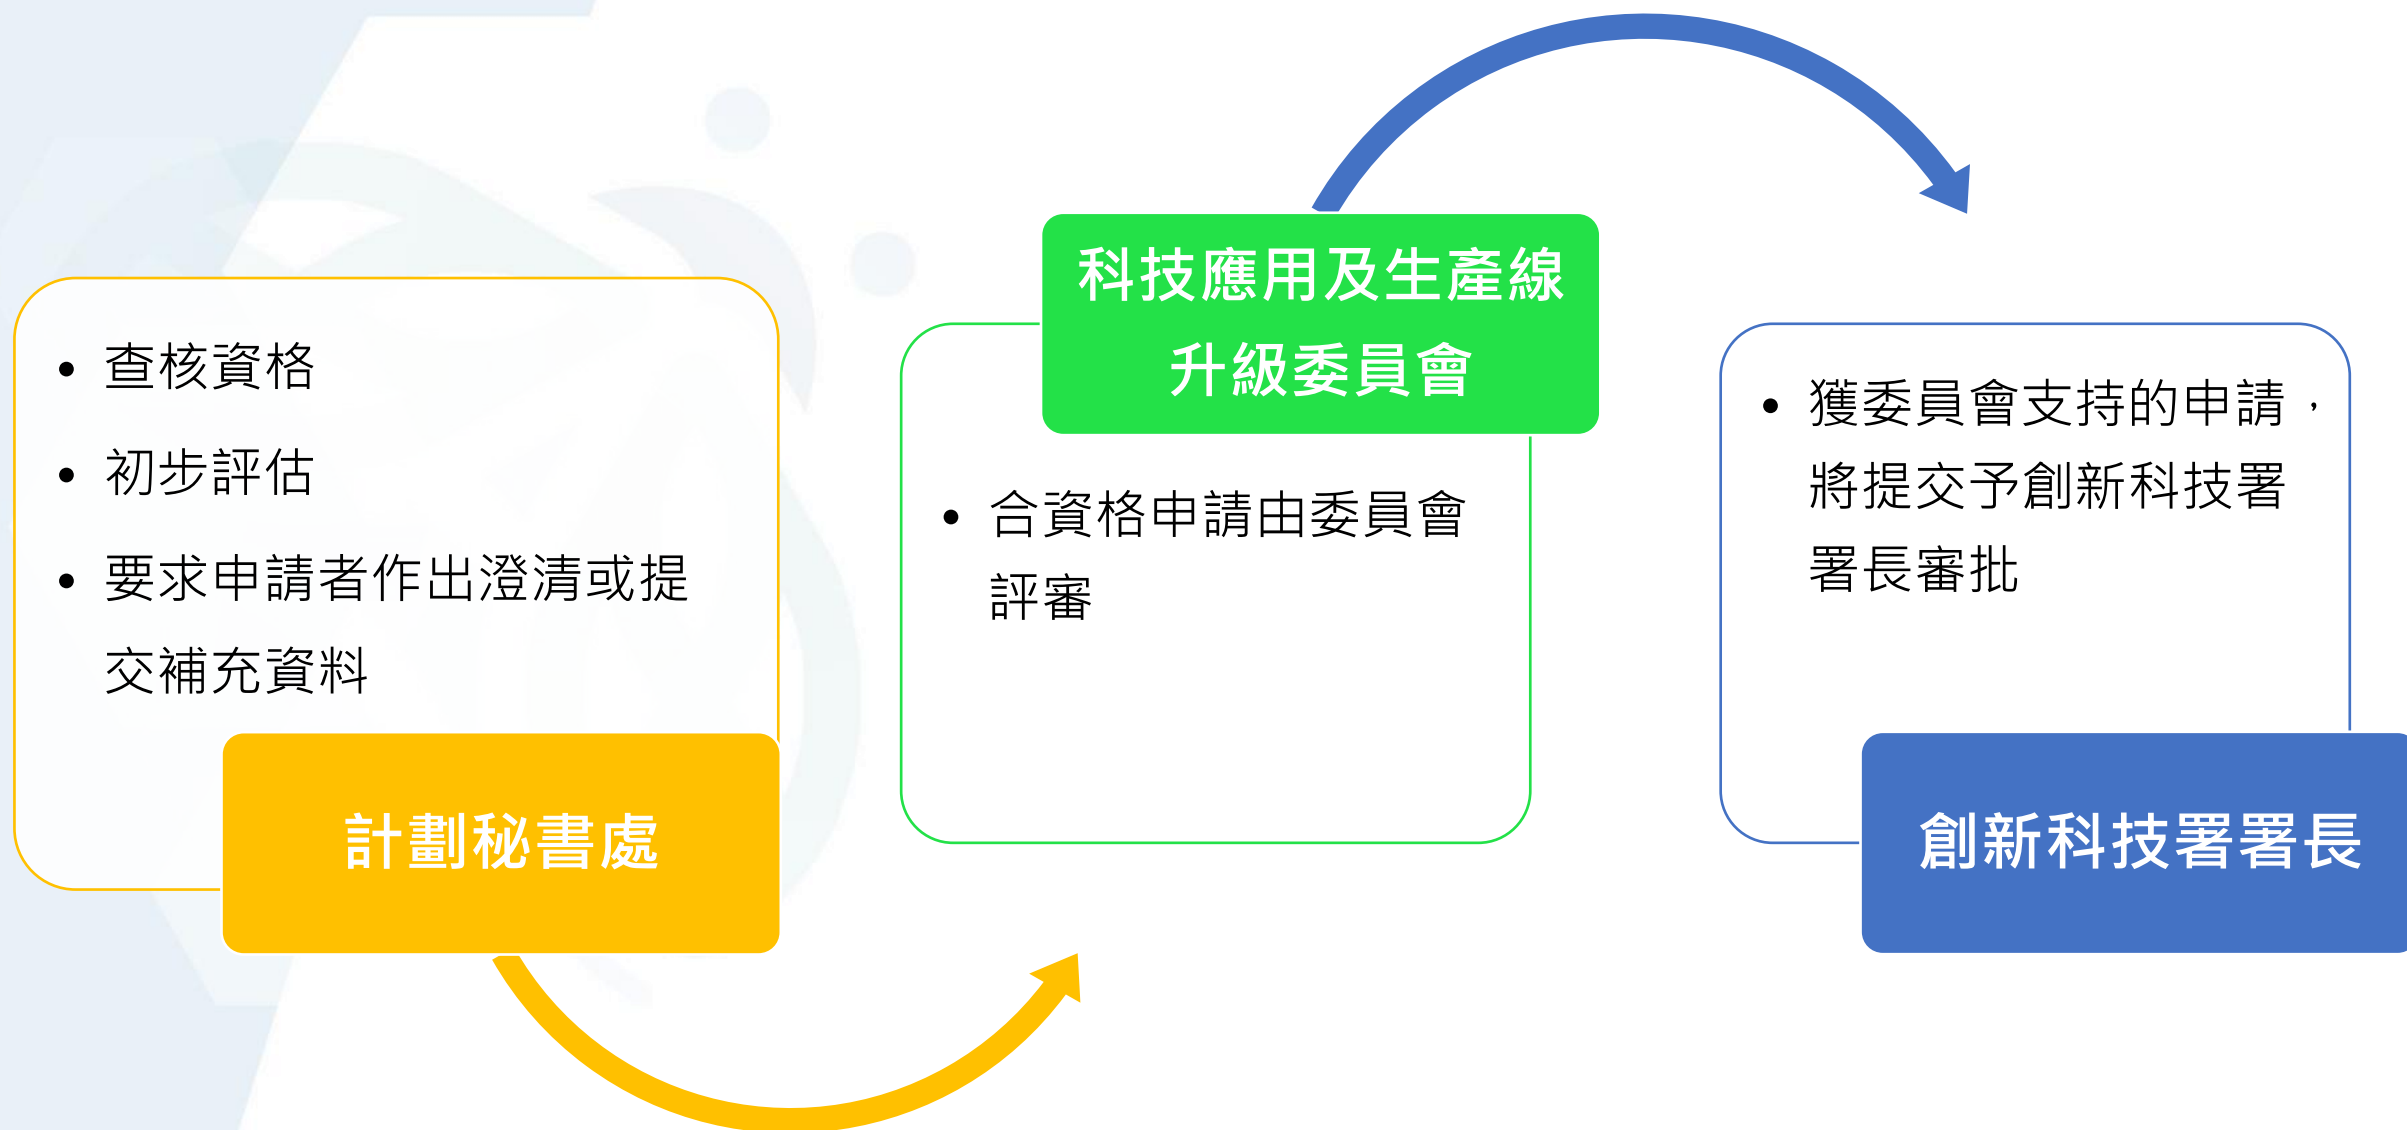 • 查核資格
• 初步評估
• 要求申請者作出澄清或提
交補充資料
計劃秘書處
科技應用及生產線
升級委員會
• 合資格申請由委員會
評審
• 獲委員會支持的申請，
將提交予創新科技署
署長審批
創新科技署署長